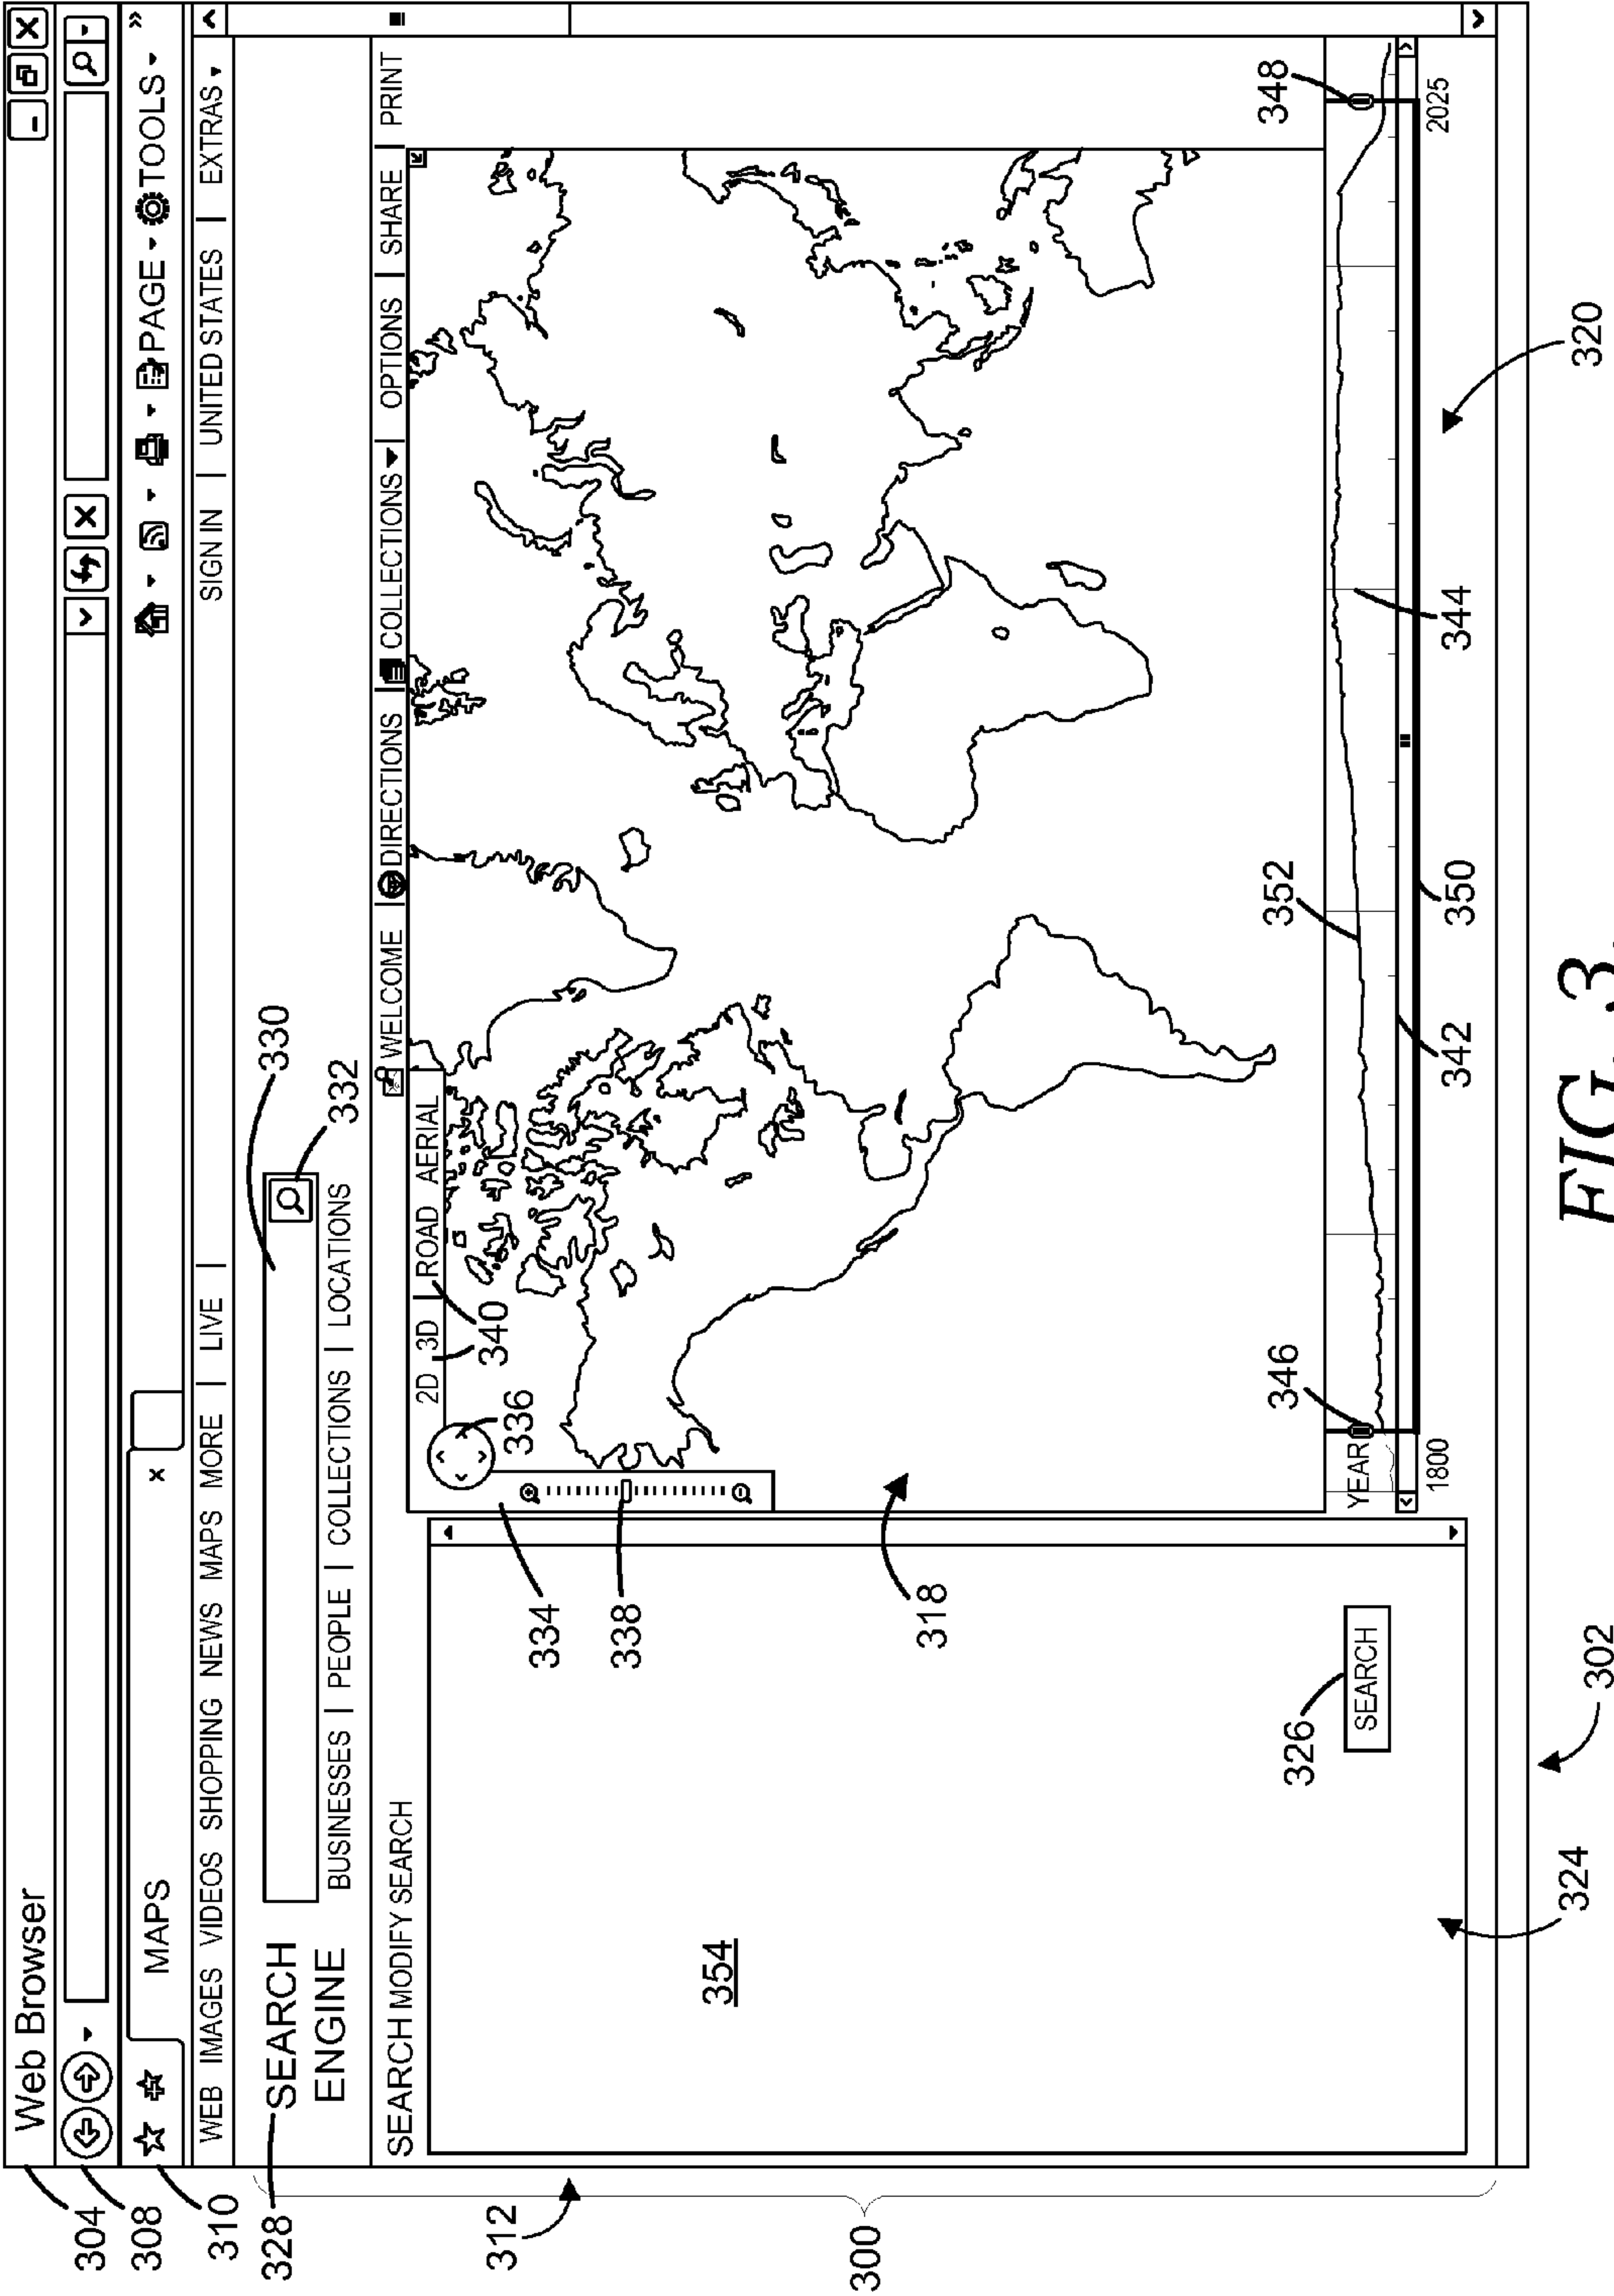 Web Browser
304
308
MAPS
x
PAGE
TOOLS
»
310
WEB IMAGES VIDEOS SHOPPING NEWS MAPS MORE | LIVE |
SIGN IN | UNITED STATES | EXTRAS
328
SEARCH
ENGINE
330
332
BUSINESSES | PEOPLE | COLLECTIONS | LOCATIONS
312
300
SEARCH MODIFY SEARCH
WELCOME | DIRECTIONS | COLLECTIONS | OPTIONS | SHARE | PRINT
2D 3D | ROAD AERIAL
340
336
334
338
354
318
326
SEARCH
346
352
348
YEAR
1800
342
350
344
2025
324
302
320
FIG. 3.